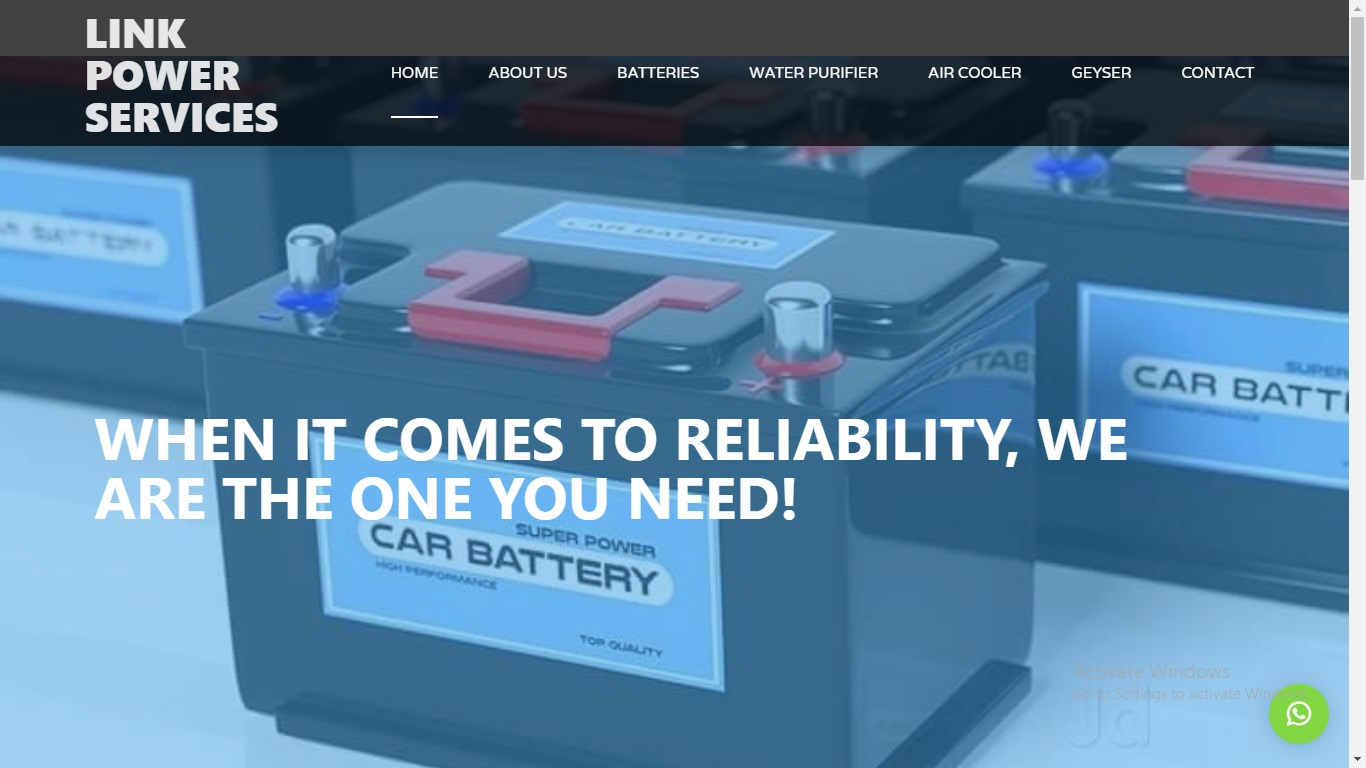 LINK
POWER
SERVICES
HOME
ABOUT US
BATTERIES
WATER PURIFIER
AIR COOLER
GEYSER
CONTACT
CAR BATTERY
CAR BATTERY
SUPER
CAR BATT
WHEN IT COMES TO RELIABILITY, WE
ARE THE ONE YOU NEED!
SUPER POWER
CAR BATTERY
HIGH PERFORMANCE
TOP QUALITY
Activate Windows
Go to Settings to activate Wind
Jd